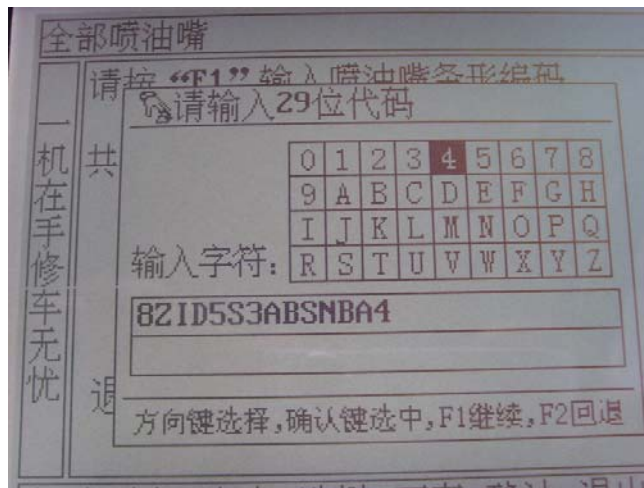 全部喷油嘴
请按 “F1” 输入喷油嘴条形编码
请输入29位代码
一机在手修车无忧
共
0 1 2 3 4 5 6 7 8
9 A B C D E F G H
I J K L M N O P Q
输入字符: R S T U V W X Y Z
8ZID5S3ABSNBA4
退
方向键选择,确认键选中,F1继续,F2回退